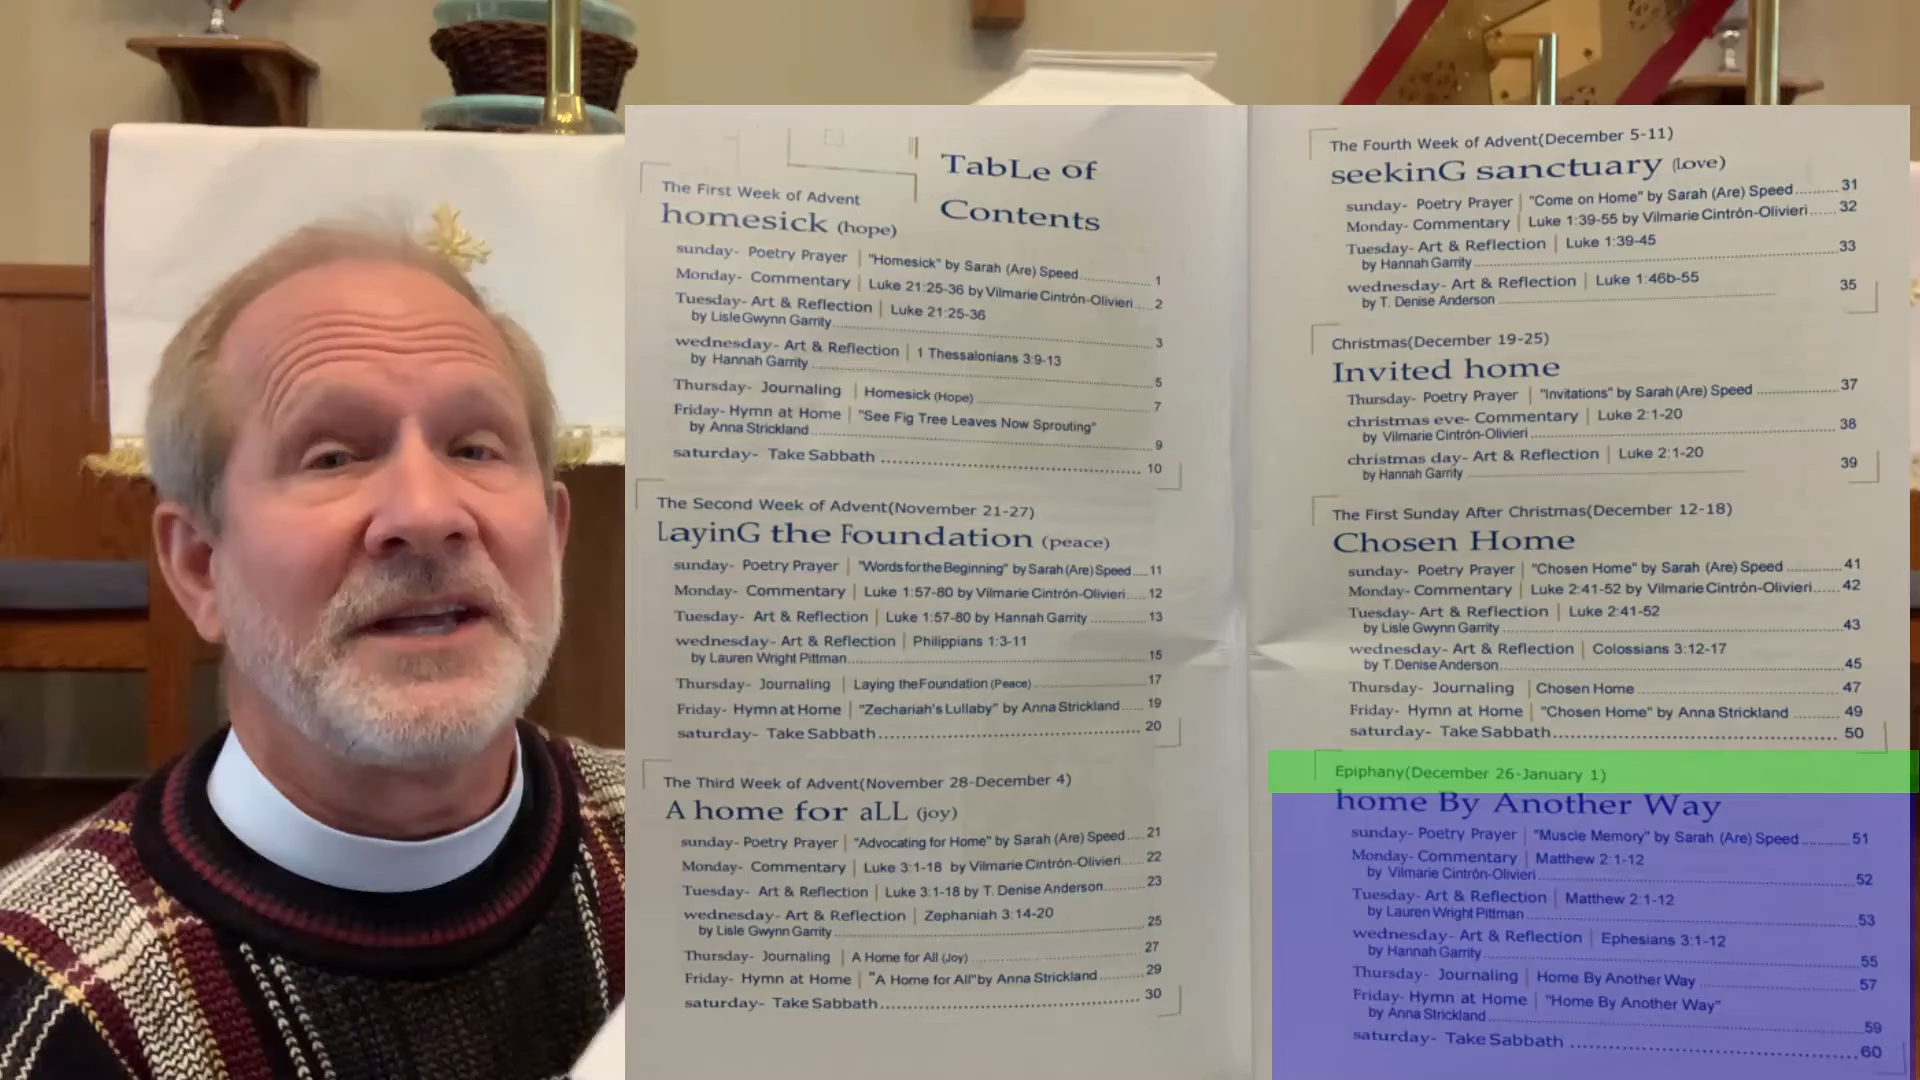 TabLe of
Contents
The First Week of Advent
homesick (hope)
sunday- Poetry Prayer | "Homesick" by Sarah (Are) Speed 1
Monday- Commentary | Luke 21:25-36 by Vilmarie Cintrón-Olivieri 2
Tuesday- Art & Reflection | Luke 21:25-36
by Lisle Gwynn Garrity 3
wednesday- Art & Reflection | 1 Thessalonians 3:9-13
by Hannah Garrity 5
Thursday- Journaling | Homesick (Hope) 7
Friday- Hymn at Home | "See Fig Tree Leaves Now Sprouting"
by Anna Strickland 9
saturday- Take Sabbath 10
The Second Week of Advent(November 21-27)
LayinG the Foundation (peace)
sunday- Poetry Prayer | "Words for the Beginning" by Sarah (Are) Speed 11
Monday- Commentary | Luke 1:57-80 by Vilmarie Cintrón-Olivieri 12
Tuesday- Art & Reflection | Luke 1:57-80 by Hannah Garrity 13
wednesday- Art & Reflection | Philippians 1:3-11
by Lauren Wright Pittman 15
Thursday- Journaling | Laying the Foundation (Peace) 17
Friday- Hymn at Home | "Zechariah's Lullaby" by Anna Strickland 19
saturday- Take Sabbath 20
The Third Week of Advent(November 28-December 4)
A home for aLL (joy)
sunday- Poetry Prayer | "Advocating for Home" by Sarah (Are) Speed 21
Monday- Commentary | Luke 3:1-18 by Vilmarie Cintrón-Olivieri 22
Tuesday- Art & Reflection | Luke 3:1-18 by T. Denise Anderson 23
wednesday- Art & Reflection | Zephaniah 3:14-20
by Lisle Gwynn Garrity 25
Thursday- Journaling | A Home for All (Joy) 27
Friday- Hymn at Home | "A Home for All" by Anna Strickland 29
saturday- Take Sabbath 30
The Fourth Week of Advent(December 5-11)
seekinG sanctuary (love)
sunday- Poetry Prayer | "Come on Home" by Sarah (Are) Speed 31
Monday- Commentary | Luke 1:39-55 by Vilmarie Cintrón-Olivieri 32
Tuesday- Art & Reflection | Luke 1:39-45
by Hannah Garrity 33
wednesday- Art & Reflection | Luke 1:46b-55
by T. Denise Anderson 35
Christmas(December 19-25)
Invited home
Thursday- Poetry Prayer | "Invitations" by Sarah (Are) Speed 37
christmas eve- Commentary | Luke 2:1-20
by Vilmarie Cintrón-Olivieri 38
christmas day- Art & Reflection | Luke 2:1-20
by Hannah Garrity 39
The First Sunday After Christmas(December 12-18)
Chosen Home
sunday- Poetry Prayer | "Chosen Home" by Sarah (Are) Speed 41
Monday- Commentary | Luke 2:41-52 by Vilmarie Cintrón-Olivieri 42
Tuesday- Art & Reflection | Luke 2:41-52
by Lisle Gwynn Garrity 43
wednesday- Art & Reflection | Colossians 3:12-17
by T. Denise Anderson 45
Thursday- Journaling | Chosen Home 47
Friday- Hymn at Home | "Chosen Home" by Anna Strickland 49
saturday- Take Sabbath 50
Epiphany(December 26-January 1)
home By Another Way
sunday- Poetry Prayer | "Muscle Memory" by Sarah (Are) Speed 51
Monday- Commentary | Matthew 2:1-12
by Vilmarie Cintrón-Olivieri 52
Tuesday- Art & Reflection | Matthew 2:1-12
by Lauren Wright Pittman 53
wednesday- Art & Reflection | Ephesians 3:1-12
by Hannah Garrity 55
Thursday- Journaling | Home By Another Way 57
Friday- Hymn at Home | "Home By Another Way"
by Anna Strickland 59
saturday- Take Sabbath 60